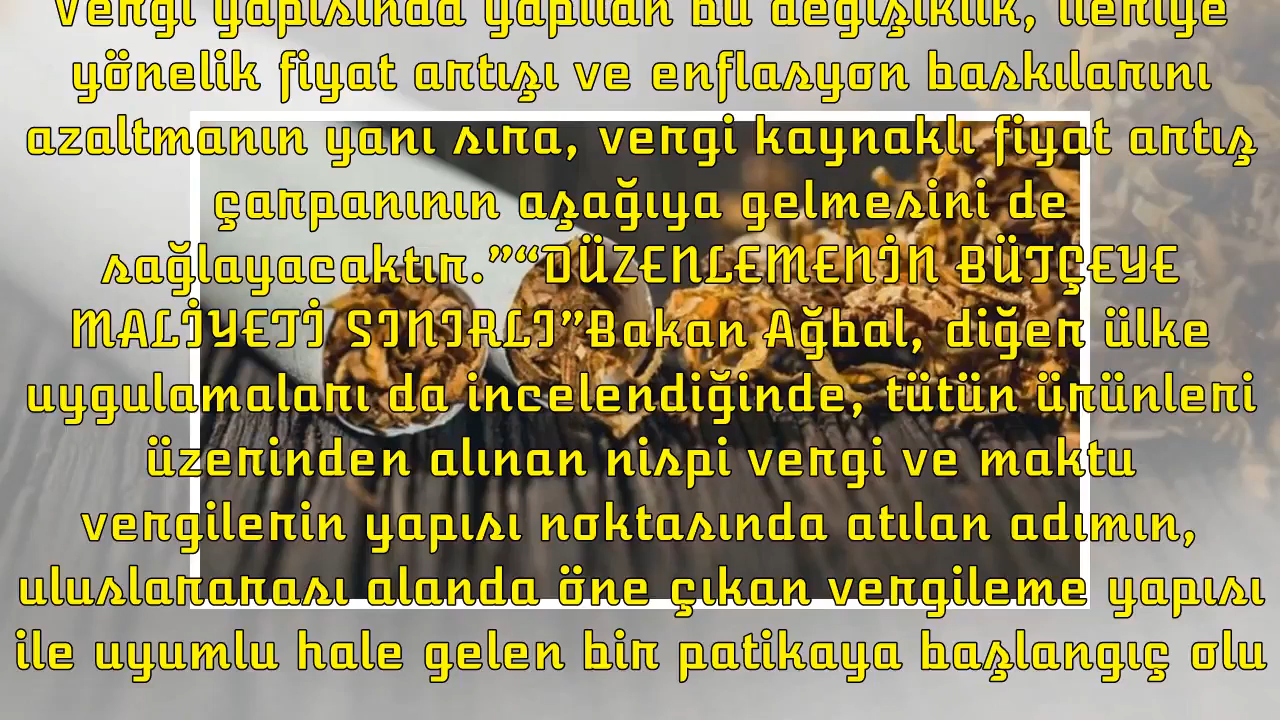 Vergi yapısında yapılan bu değişiklik, ileriye
yönelik fiyat artışı ve enflasyon baskılarını
azaltmanın yanı sıra, vergi kaynaklı fiyat artış
çarpanının aşağıya gelmesini de
sağlayacaktır.”“DÜZENLEMENİN BÜTÇEYE
MALİYETİ SINIRLI”Bakan Ağbal, diğer ülke
uygulamaları da incelendiğinde, tütün ürünleri
üzerinden alınan nispi vergi ve maktu
vergilerin yapısı noktasında atılan adımın,
uluslararası alanda öne çıkan vergileme yapısı
ile uyumlu hale gelen bir patikaya başlangıç olu